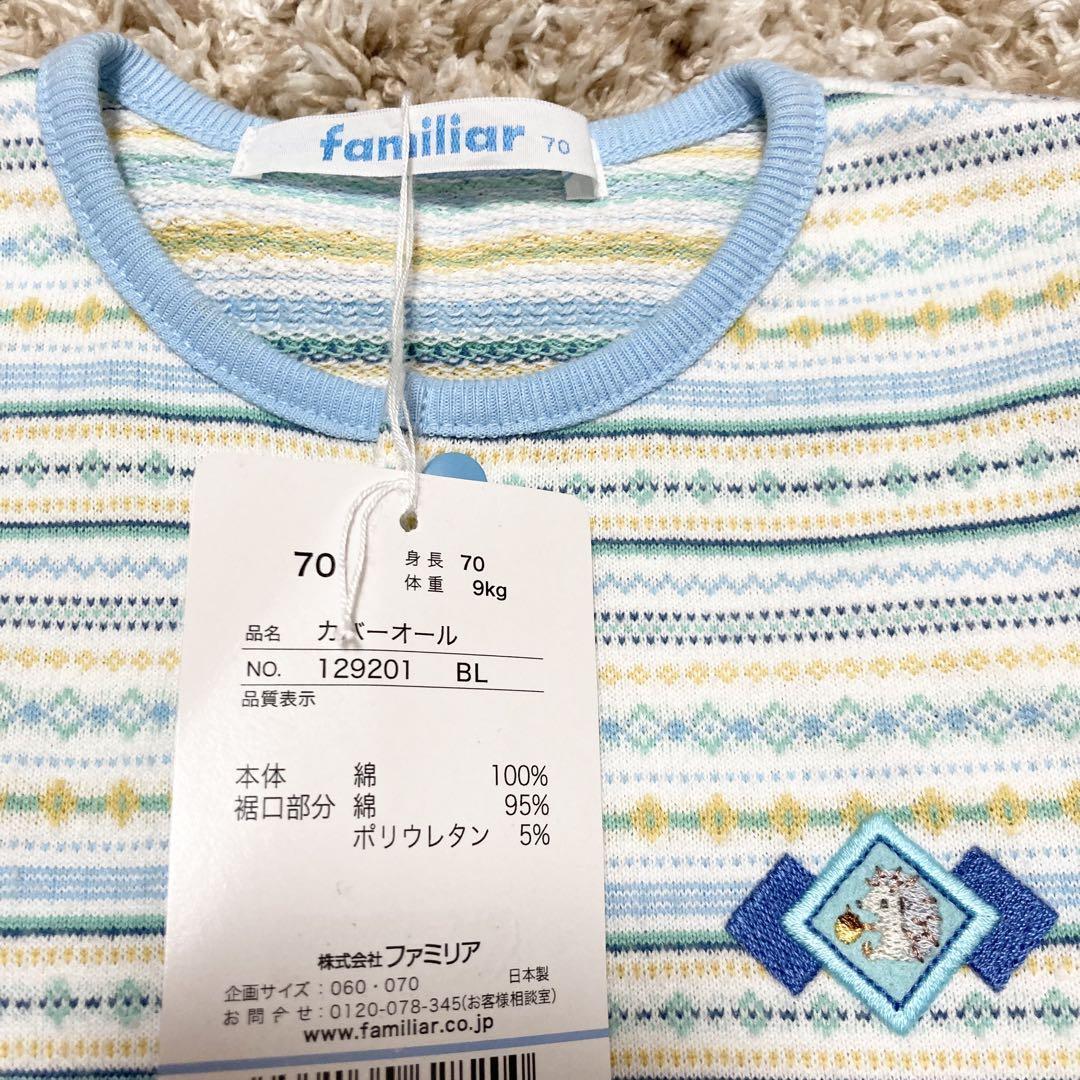 familiar 70
70 身長 70
体重 9kg
品名 カバーオール
NO. 129201 BL
品質表示
本体 綿 100%
裾口部分 綿 95%
ポリウレタン 5%
株式会社ファミリア
企画サイズ：060・070 日本製
お問合せ：0120-078-345(お客様相談室)
www.familiar.co.jp